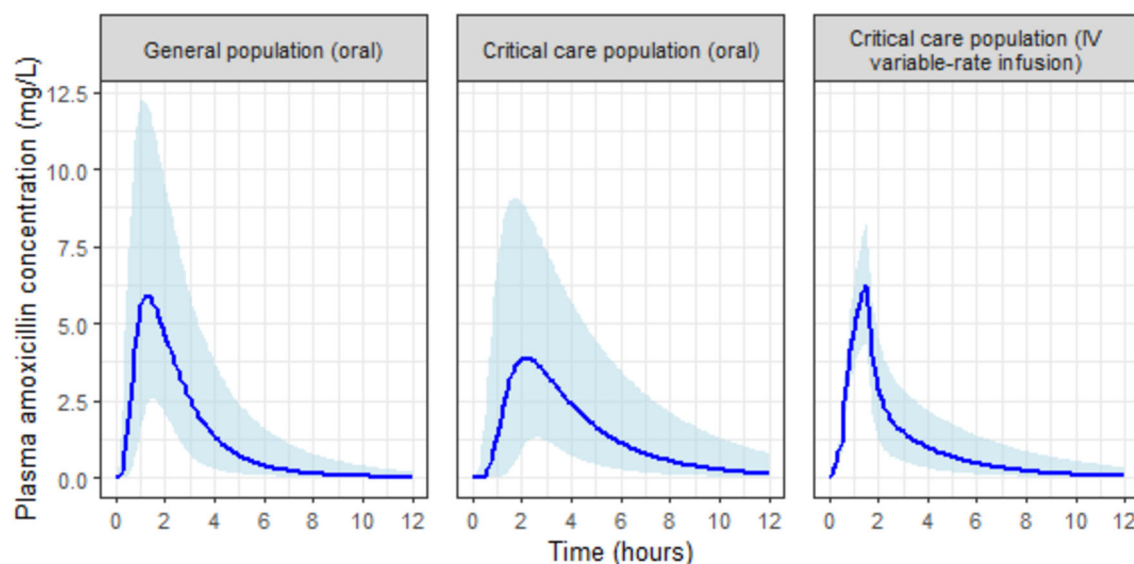 General population (oral)
Critical care population (oral)
Critical care population (IV
variable-rate infusion)
Plasma amoxicillin concentration (mg/L)
12.5
10.0
7.5
5.0
2.5
0.0
0 2 4 6 8 10 12
0 2 4 6 8 10 12
0 2 4 6 8 10 12
Time (hours)